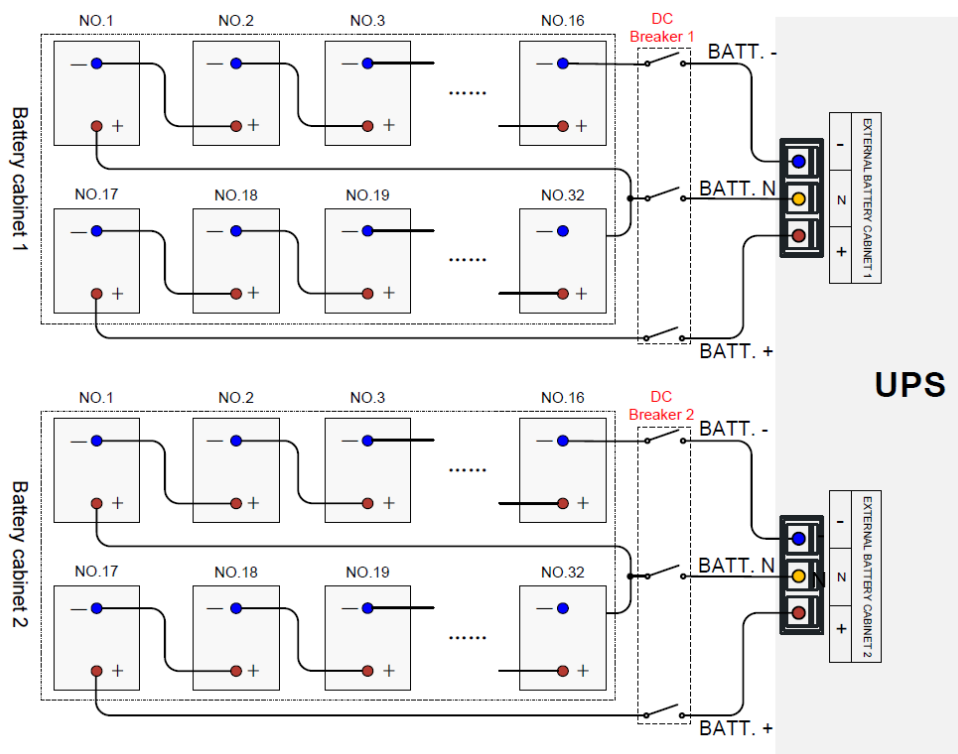 NO.1
NO.2
NO.3
NO.16
DC
Breaker 1
BATT. -
— — — —
......
+ + + +
Battery cabinet 1
NO.17
NO.18
NO.19
NO.32
BATT. N
— — — —
......
+ + + +
BATT. +
-
N
+
EXTERNAL BATTERY CABINET 1
UPS
NO.1
NO.2
NO.3
NO.16
DC
Breaker 2
BATT. -
— — — —
......
+ + + +
Battery cabinet 2
NO.17
NO.18
NO.19
NO.32
BATT. N
— — — —
......
+ + + +
BATT. +
-
N
+
-
N
EXTERNAL BATTERY CABINET 2